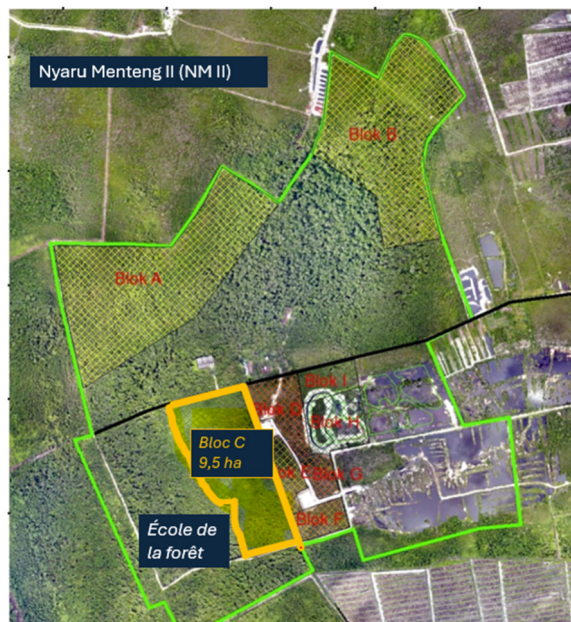 Nyaru Menteng II (NM II)
Blok B
Blok A
Blok I
Blok D
Blok H
Bloc C
9,5 ha
Blok E
Blok G
Blok F
École de
la forêt